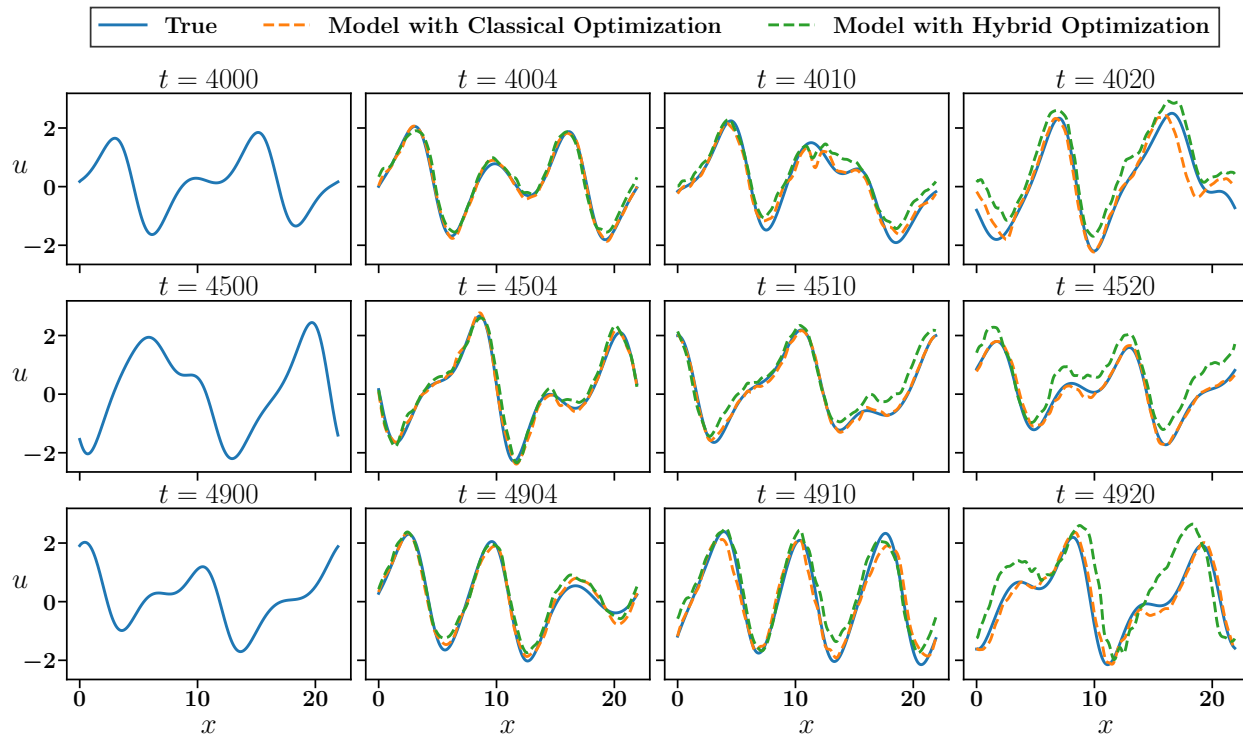 True Model with Classical Optimization Model with Hybrid Optimization
t = 4000 t = 4004 t = 4010 t = 4020
2
u 0
−2
t = 4500 t = 4504 t = 4510 t = 4520
2
u 0
−2
t = 4900 t = 4904 t = 4910 t = 4920
2
u 0
−2
0 10 20 0 10 20 0 10 20 0 10 20
x x x x